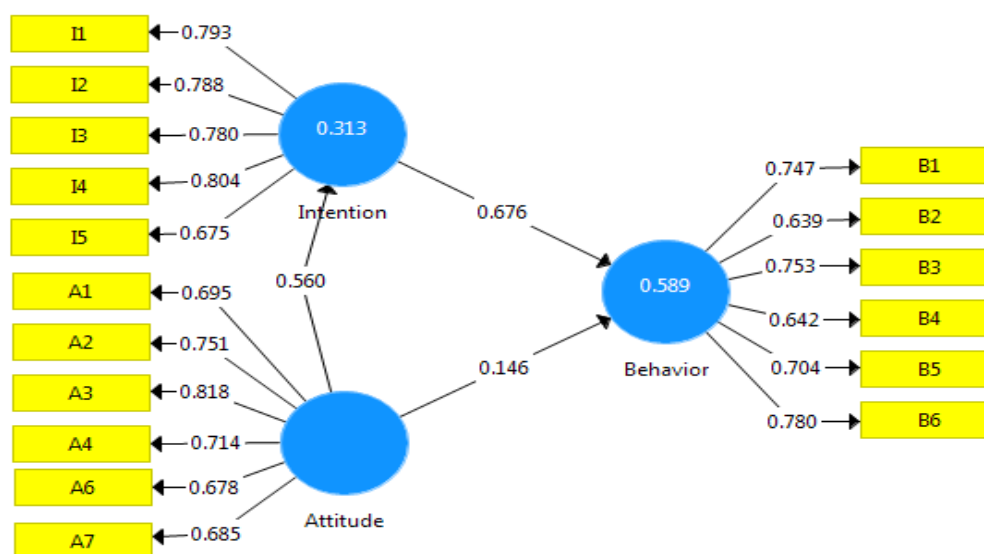 I1 0.793
I2 0.788
I3 0.780
I4 0.804
I5 0.675
0.313
Intention
0.676
0.560
A1 0.695
A2 0.751
A3 0.818
A4 0.714
A6 0.678
A7 0.685
Attitude
0.146
0.589
Behavior
0.747 B1
0.639 B2
0.753 B3
0.642 B4
0.704 B5
0.780 B6